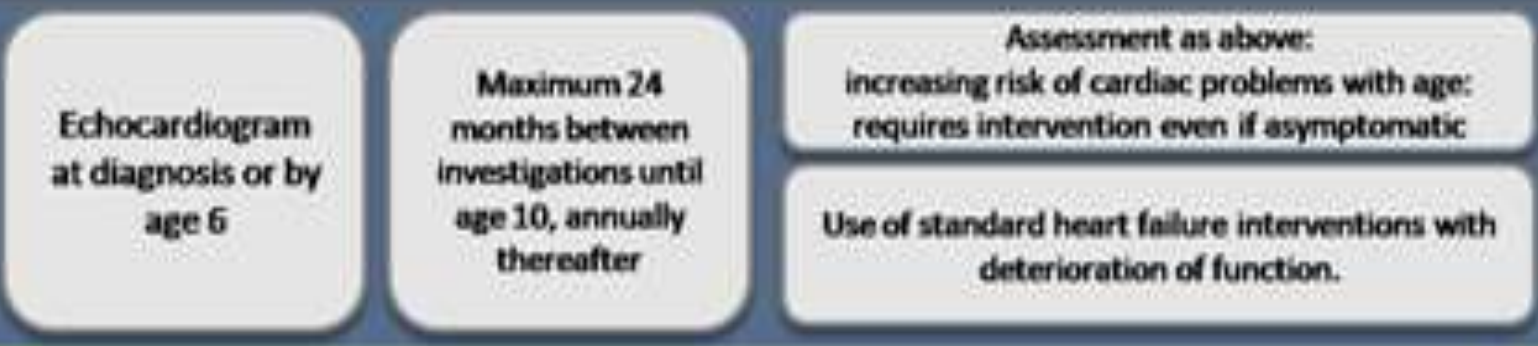 Echocardiogram
at diagnosis or by
age 6
Maximum 24
months between
investigations until
age 10, annually
thereafter
Assessment as above:
increasing risk of cardiac problems with age:
requires intervention even if asymptomatic
Use of standard heart failure interventions with
deterioration of function.